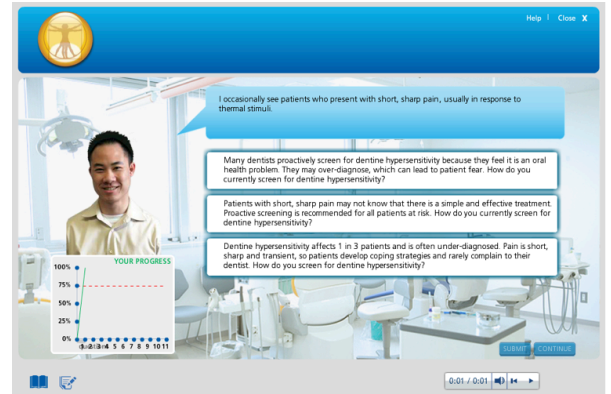 Help | Close X
I occasionally see patients who present with short, sharp pain, usually in response to
thermal stimuli.
Many dentists proactively screen for dentine hypersensitivity because they feel it is an oral
health problem. They may over-diagnose, which can lead to patient fear. How do you
currently screen for dentine hypersensitivity?
Patients with short, sharp pain may not know that there is a simple and effective treatment.
Proactive screening is recommended for all patients at risk. How do you currently screen for
dentine hypersensitivity?
Dentine hypersensitivity affects 1 in 3 patients and is often under-diagnosed. Pain is short,
sharp and transient, so patients develop coping strategies and rarely complain to their
dentist. How do you screen for dentine hypersensitivity?
YOUR PROGRESS
100%
75%
50%
25%
0%
1 2 3 4 5 6 7 8 9 10 11
SUBMIT CONTINUE
0:01 / 0:01